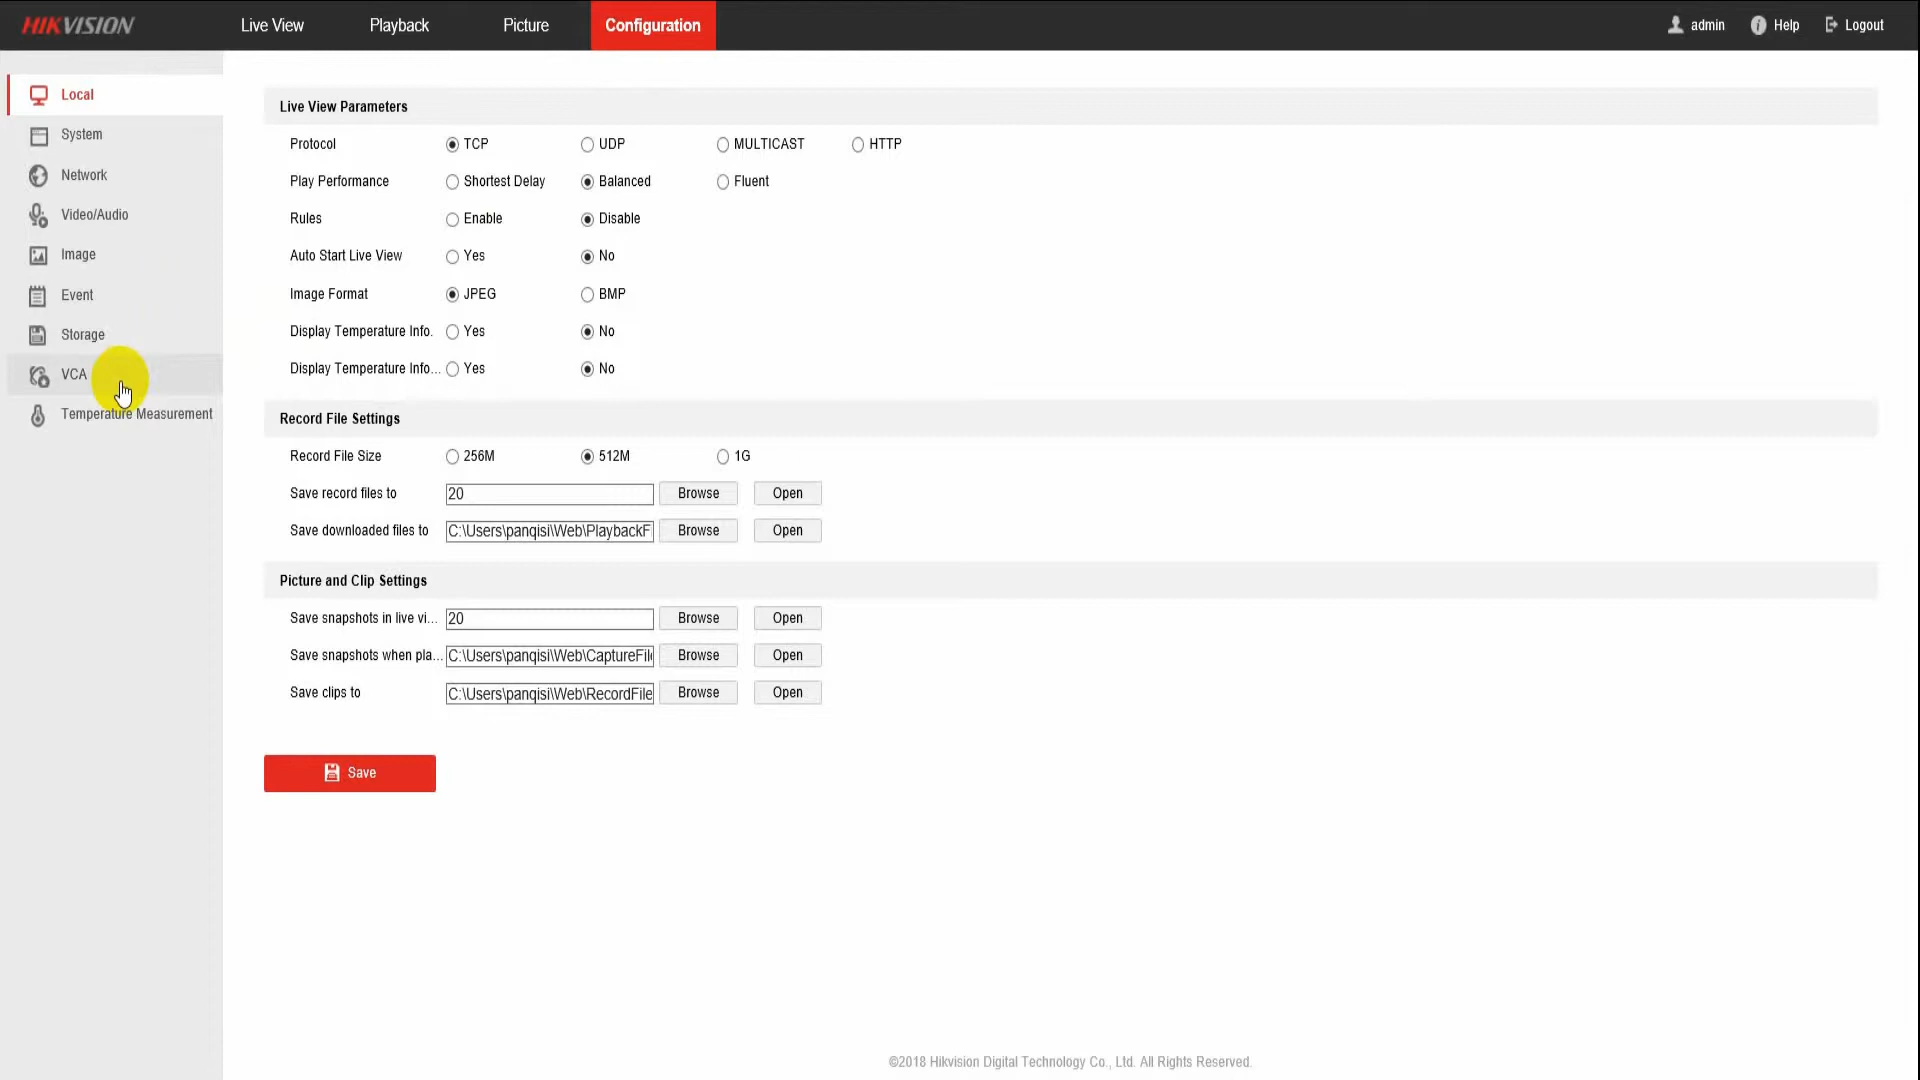 HIKVISION Live View Playback Picture Configuration admin Help Logout
Local
System
Network
Video/Audio
Image
Event
Storage
VCA
Temperature Measurement
Live View Parameters
Protocol TCP UDP MULTICAST HTTP
Play Performance Shortest Delay Balanced Fluent
Rules Enable Disable
Auto Start Live View Yes No
Image Format JPEG BMP
Display Temperature Info. Yes No
Display Temperature Info... Yes No
Record File Settings
Record File Size 256M 512M 1G
Save record files to 20 Browse Open
Save downloaded files to C:\Users\panqisi\Web\PlaybackF Browse Open
Picture and Clip Settings
Save snapshots in live vi... 20 Browse Open
Save snapshots when pla... C:\Users\panqisi\Web\CaptureFil Browse Open
Save clips to C:\Users\panqisi\Web\RecordFile Browse Open
Save
©2018 Hikvision Digital Technology Co., Ltd. All Rights Reserved.